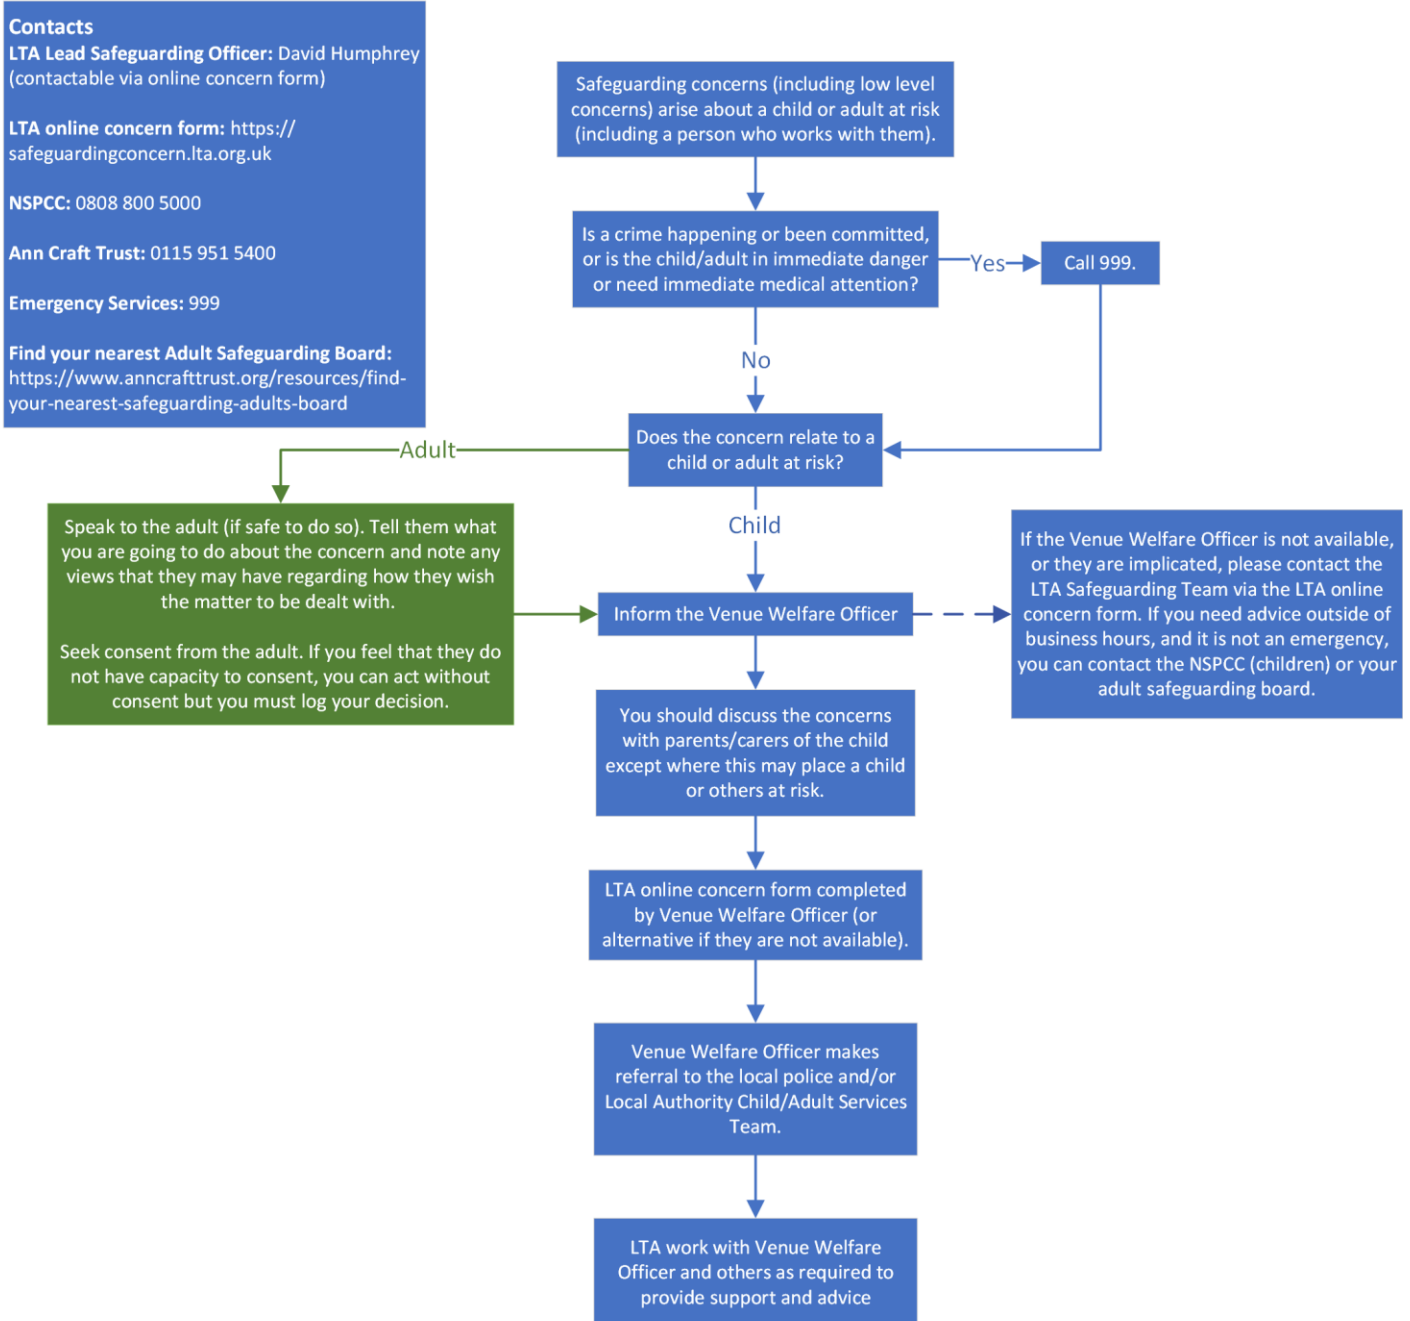 Contacts
LTA Lead Safeguarding Officer: David Humphrey
(contactable via online concern form)
LTA online concern form: https://
safeguardingconcern.lta.org.uk
NSPCC: 0808 800 5000
Ann Craft Trust: 0115 951 5400
Emergency Services: 999
Find your nearest Adult Safeguarding Board:
https://www.anncrafttrust.org/resources/find-
your-nearest-safeguarding-adults-board
Safeguarding concerns (including low level
concerns) arise about a child or adult at risk
(including a person who works with them).
Is a crime happening or been committed,
or is the child/adult in immediate danger
or need immediate medical attention?
Yes
Call 999.
No
Does the concern relate to a
child or adult at risk?
Adult
Speak to the adult (if safe to do so). Tell them what
you are going to do about the concern and note any
views that they may have regarding how they wish
the matter to be dealt with.
Seek consent from the adult. If you feel that they do
not have capacity to consent, you can act without
consent but you must log your decision.
Child
Inform the Venue Welfare Officer
If the Venue Welfare Officer is not available,
or they are implicated, please contact the
LTA Safeguarding Team via the LTA online
concern form. If you need advice outside of
business hours, and it is not an emergency,
you can contact the NSPCC (children) or your
adult safeguarding board.
You should discuss the concerns
with parents/carers of the child
except where this may place a child
or others at risk.
LTA online concern form completed
by Venue Welfare Officer (or
alternative if they are not available).
Venue Welfare Officer makes
referral to the local police and/or
Local Authority Child/Adult Services
Team.
LTA work with Venue Welfare
Officer and others as required to
provide support and advice